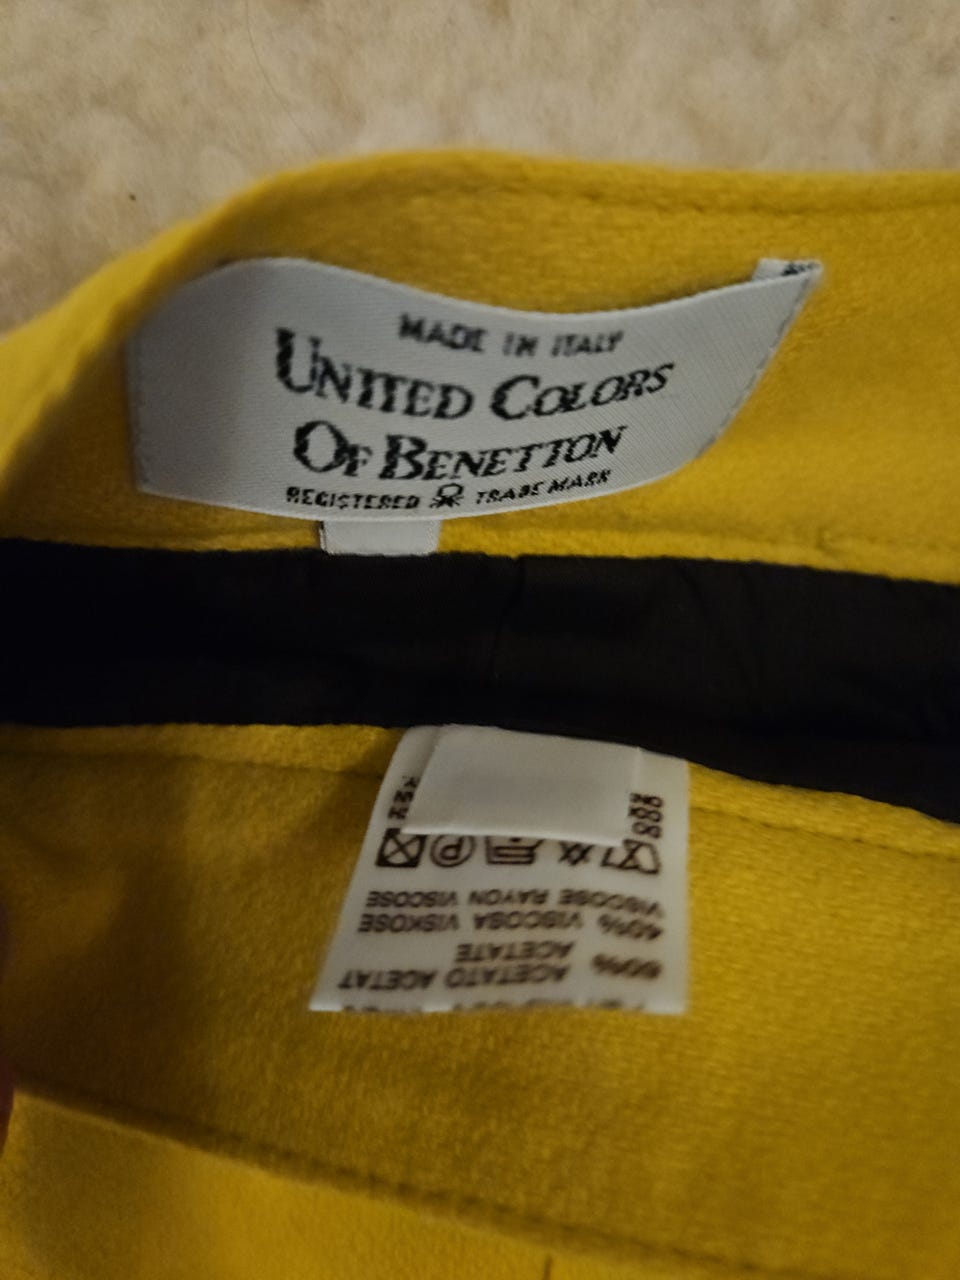 MADE IN ITALY
UNITED COLORS
OF BENETTON
REGISTERED TRADE MARK
60% ACETATO ACETAT
ACETATE
40% VISCOSA VISKOSE
VISCOSE RAYON VISCOSE
P